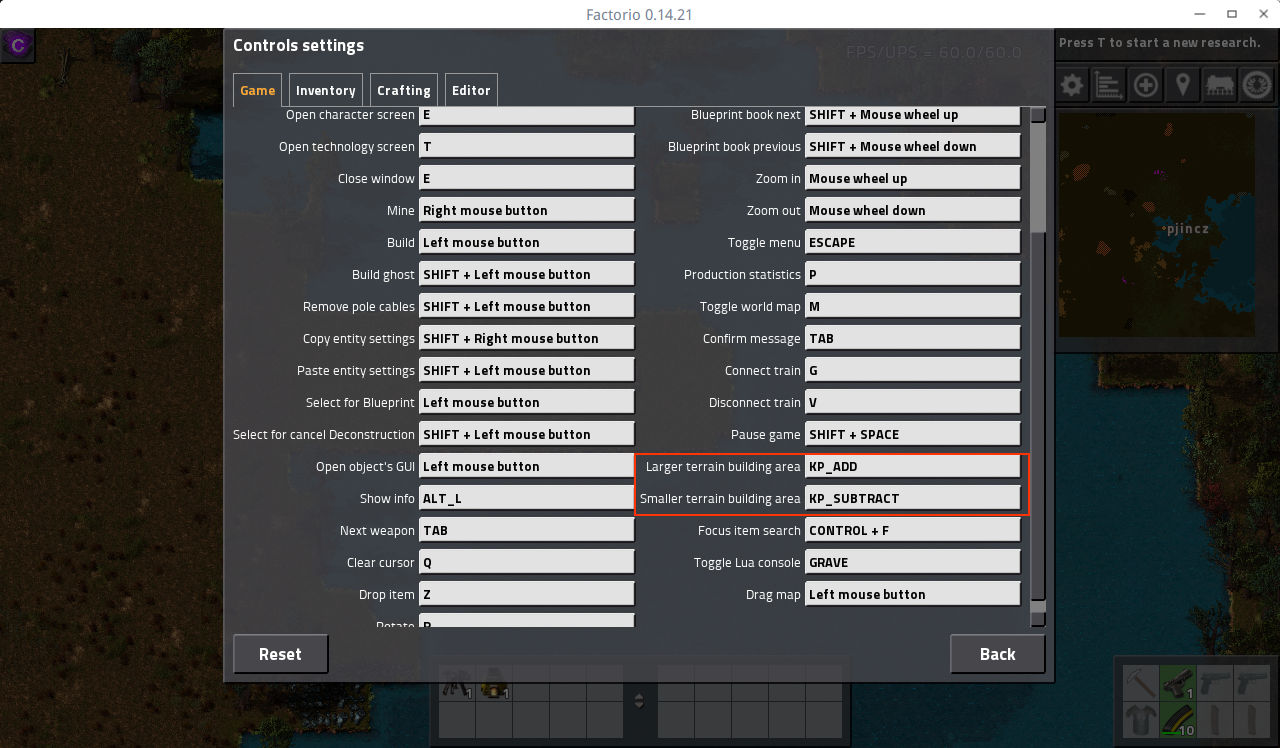 Factorio 0.14.21
C
Controls settings
FPS/UPS = 60.0/60.0
Press T to start a new research.
Game Inventory Crafting Editor
Open character screen E
Open technology screen T
Close window E
Mine Right mouse button
Build Left mouse button
Build ghost SHIFT + Left mouse button
Remove pole cables SHIFT + Left mouse button
Copy entity settings SHIFT + Right mouse button
Paste entity settings SHIFT + Left mouse button
Select for Blueprint Left mouse button
Select for cancel Deconstruction SHIFT + Left mouse button
Open object's GUI Left mouse button
Show info ALT_L
Next weapon TAB
Clear cursor Q
Drop item Z
Rotate R
Blueprint book next SHIFT + Mouse wheel up
Blueprint book previous SHIFT + Mouse wheel down
Zoom in Mouse wheel up
Zoom out Mouse wheel down
Toggle menu ESCAPE
Production statistics P
Toggle world map M
Confirm message TAB
Connect train G
Disconnect train V
Pause game SHIFT + SPACE
Larger terrain building area KP_ADD
Smaller terrain building area KP_SUBTRACT
Focus item search CONTROL + F
Toggle Lua console GRAVE
Drag map Left mouse button
pjincz
Reset
Back
1 1
1
10